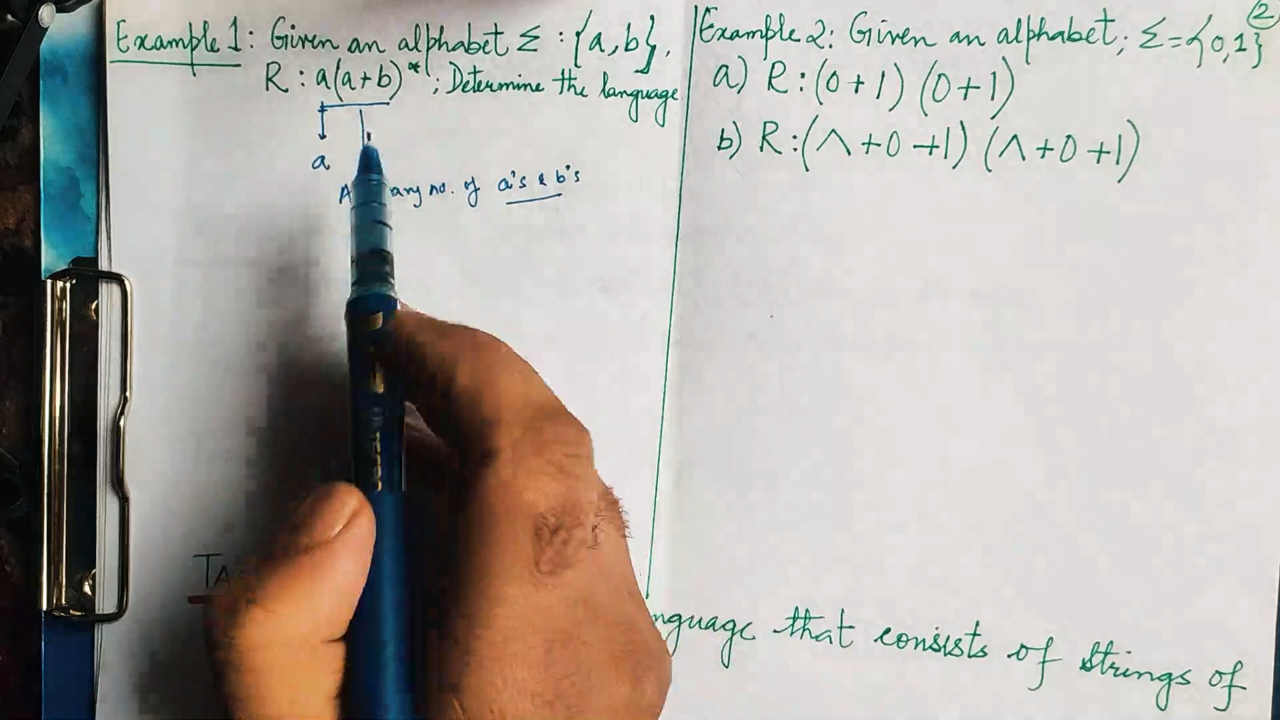 Example 1: Given an alphabet Σ : {a, b},
R : a(a+b)*; Determine the language
a
any no. of a's & b's
②
Example 2: Given an alphabet; Σ={0,1}
a) R : (0+1) (0+1)
b) R :(Λ+0+1) (Λ+0+1)
that consists of strings of